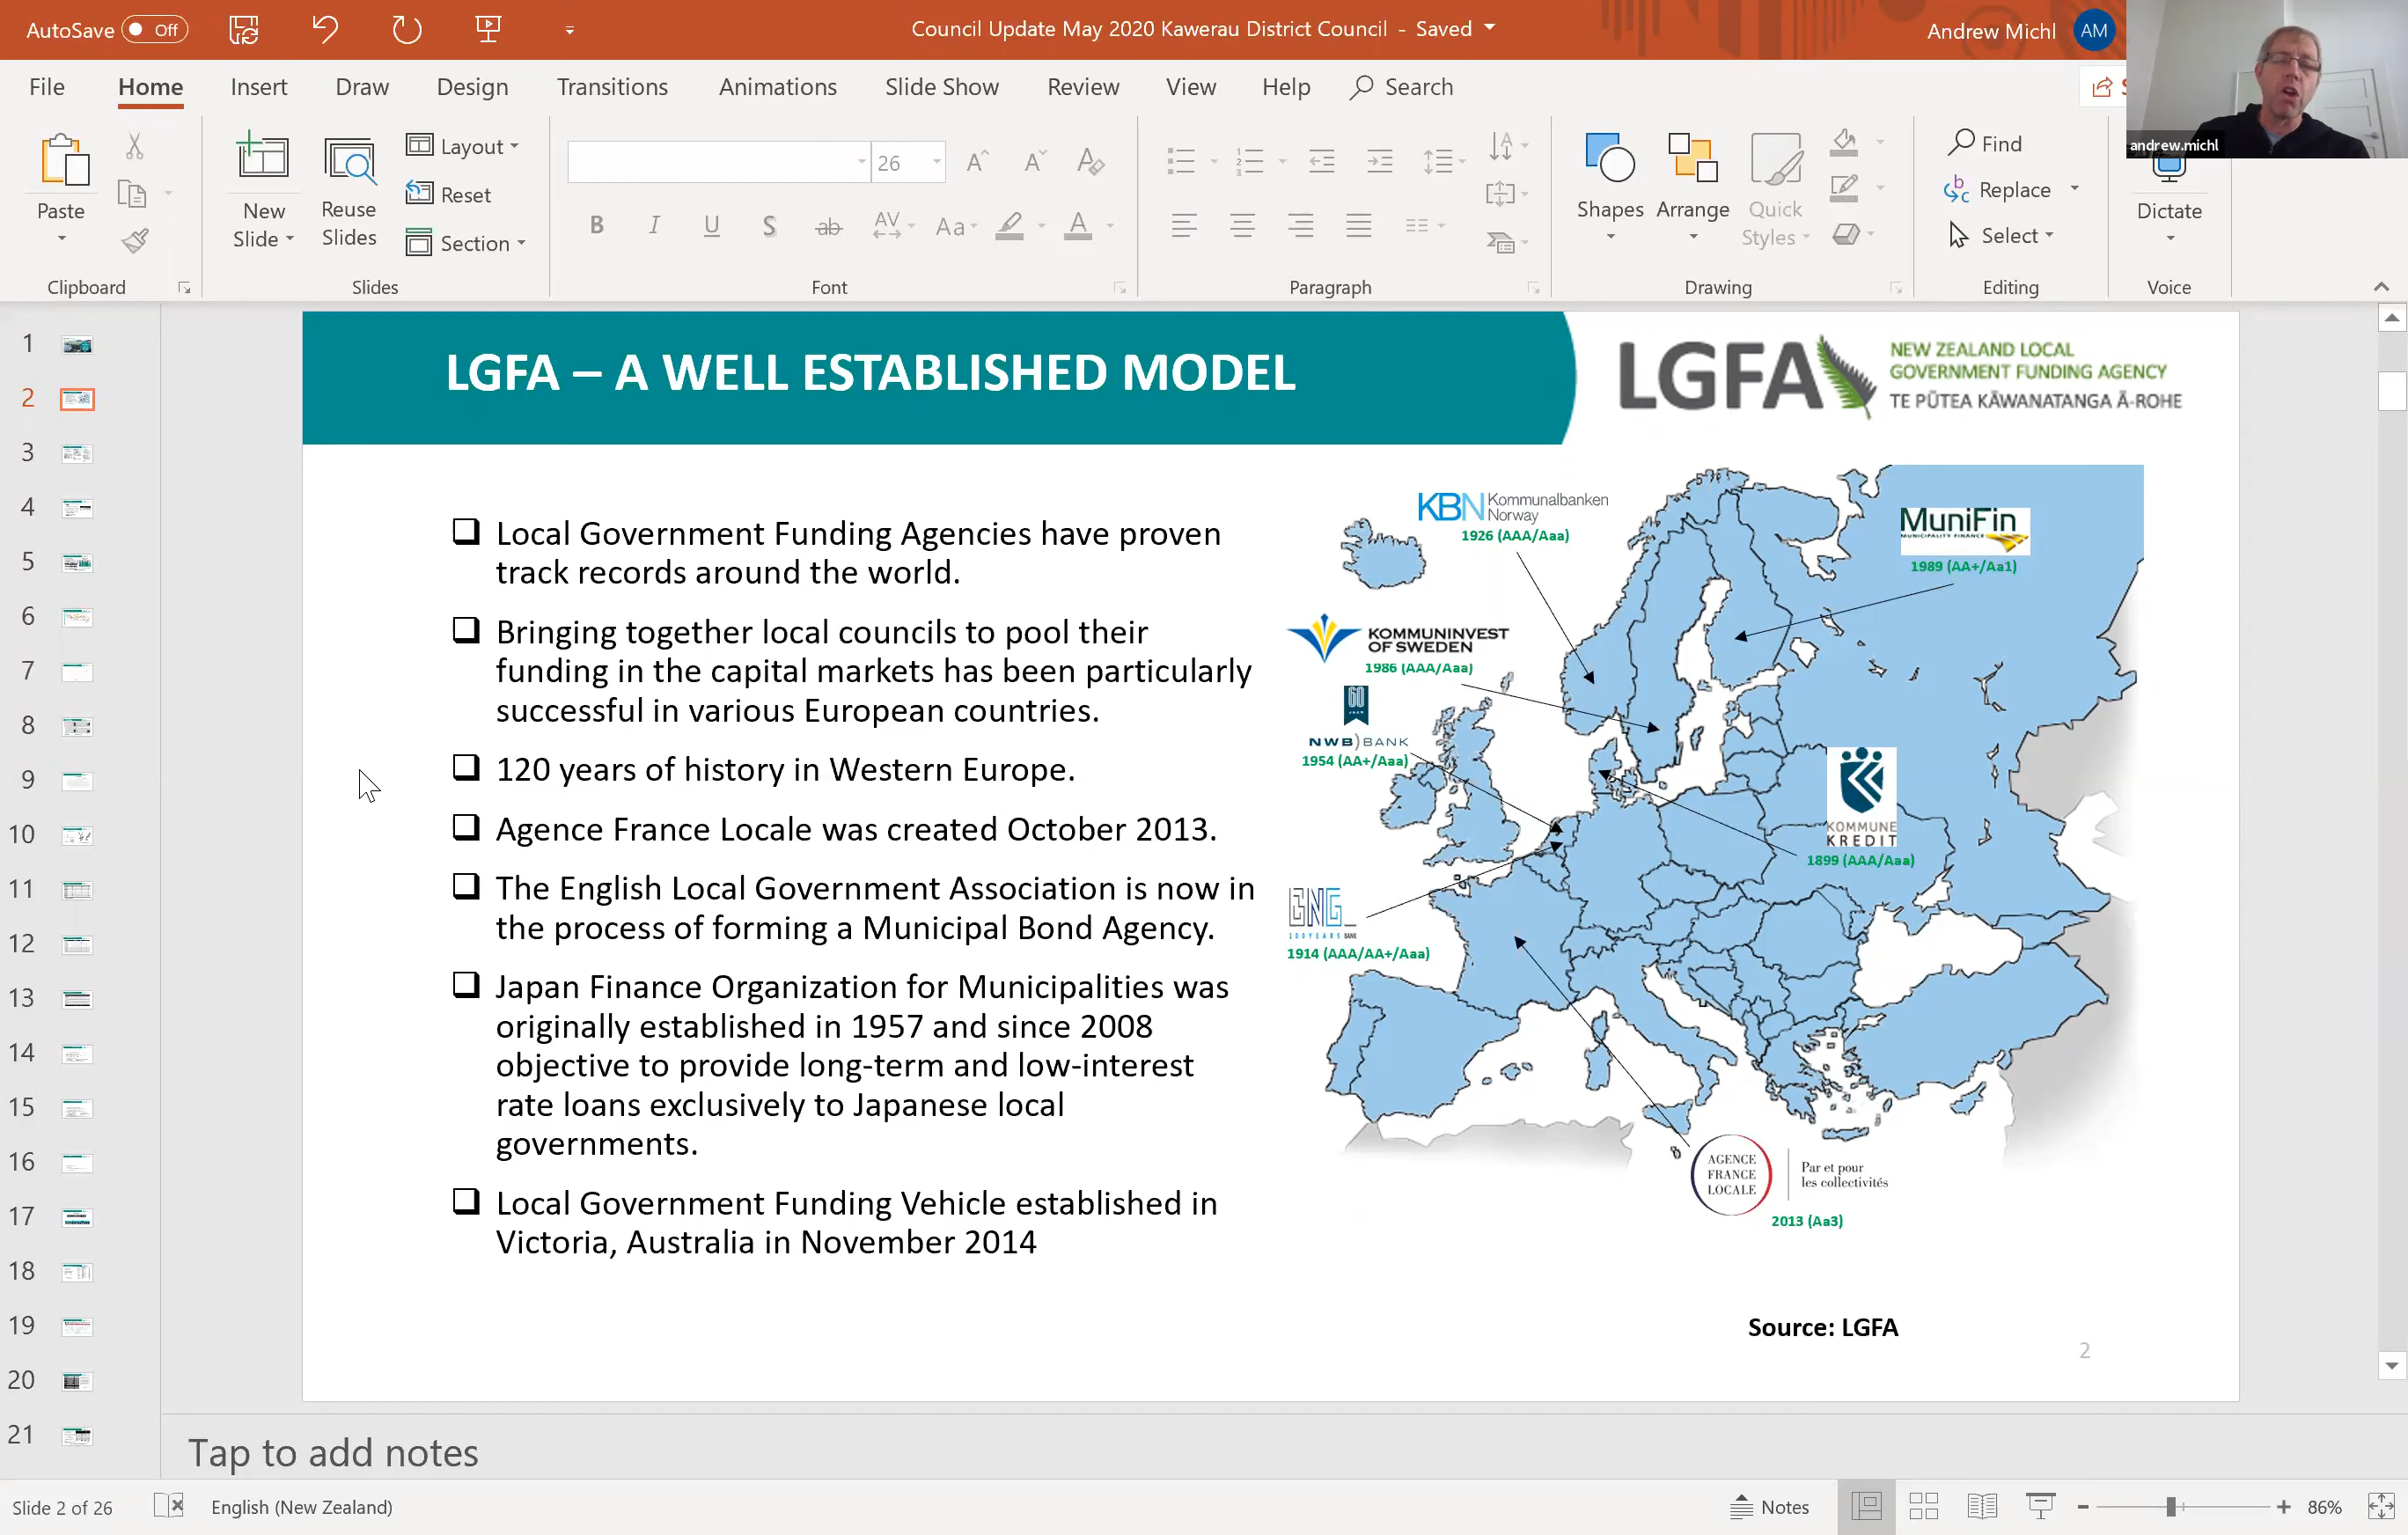 AutoSave Off
Council Update May 2020 Kawerau District Council - Saved
Andrew Michl AM
File Home Insert Draw Design Transitions Animations Slide Show Review View Help Search
Paste
Clipboard
New Slide
Reuse Slides
Layout
Reset
Section
Slides
26
Font
Paragraph
Shapes
Arrange
Quick Styles
Drawing
Find
Replace
Select
Editing
Dictate
Voice
andrew.michl
1
2
3
4
5
6
7
8
9
10
11
12
13
14
15
16
17
18
19
20
21
LGFA – A WELL ESTABLISHED MODEL
LGFA
NEW ZEALAND LOCAL
GOVERNMENT FUNDING AGENCY
TE PŪTEA KĀWANATANGA Ā-ROHE
Local Government Funding Agencies have proven
track records around the world.
Bringing together local councils to pool their
funding in the capital markets has been particularly
successful in various European countries.
120 years of history in Western Europe.
Agence France Locale was created October 2013.
The English Local Government Association is now in
the process of forming a Municipal Bond Agency.
Japan Finance Organization for Municipalities was
originally established in 1957 and since 2008
objective to provide long-term and low-interest
rate loans exclusively to Japanese local
governments.
Local Government Funding Vehicle established in
Victoria, Australia in November 2014
KBN Kommunalbanken
Norway
1926 (AAA/Aaa)
MuniFin
MUNICIPALITY FINANCE
1989 (AA+/Aa1)
KOMMUNINVEST
OF SWEDEN
1986 (AAA/Aaa)
60
JAAR
NWB)BANK
1954 (AA+/Aaa)
KOMMUNE
KREDIT
1899 (AAA/Aaa)
BNG
100 YEARS BANK
1914 (AAA/AA+/Aaa)
AGENCE
FRANCE
LOCALE
Par et pour
les collectivités
2013 (Aa3)
Source: LGFA
2
Tap to add notes
Slide 2 of 26
English (New Zealand)
Notes
86%